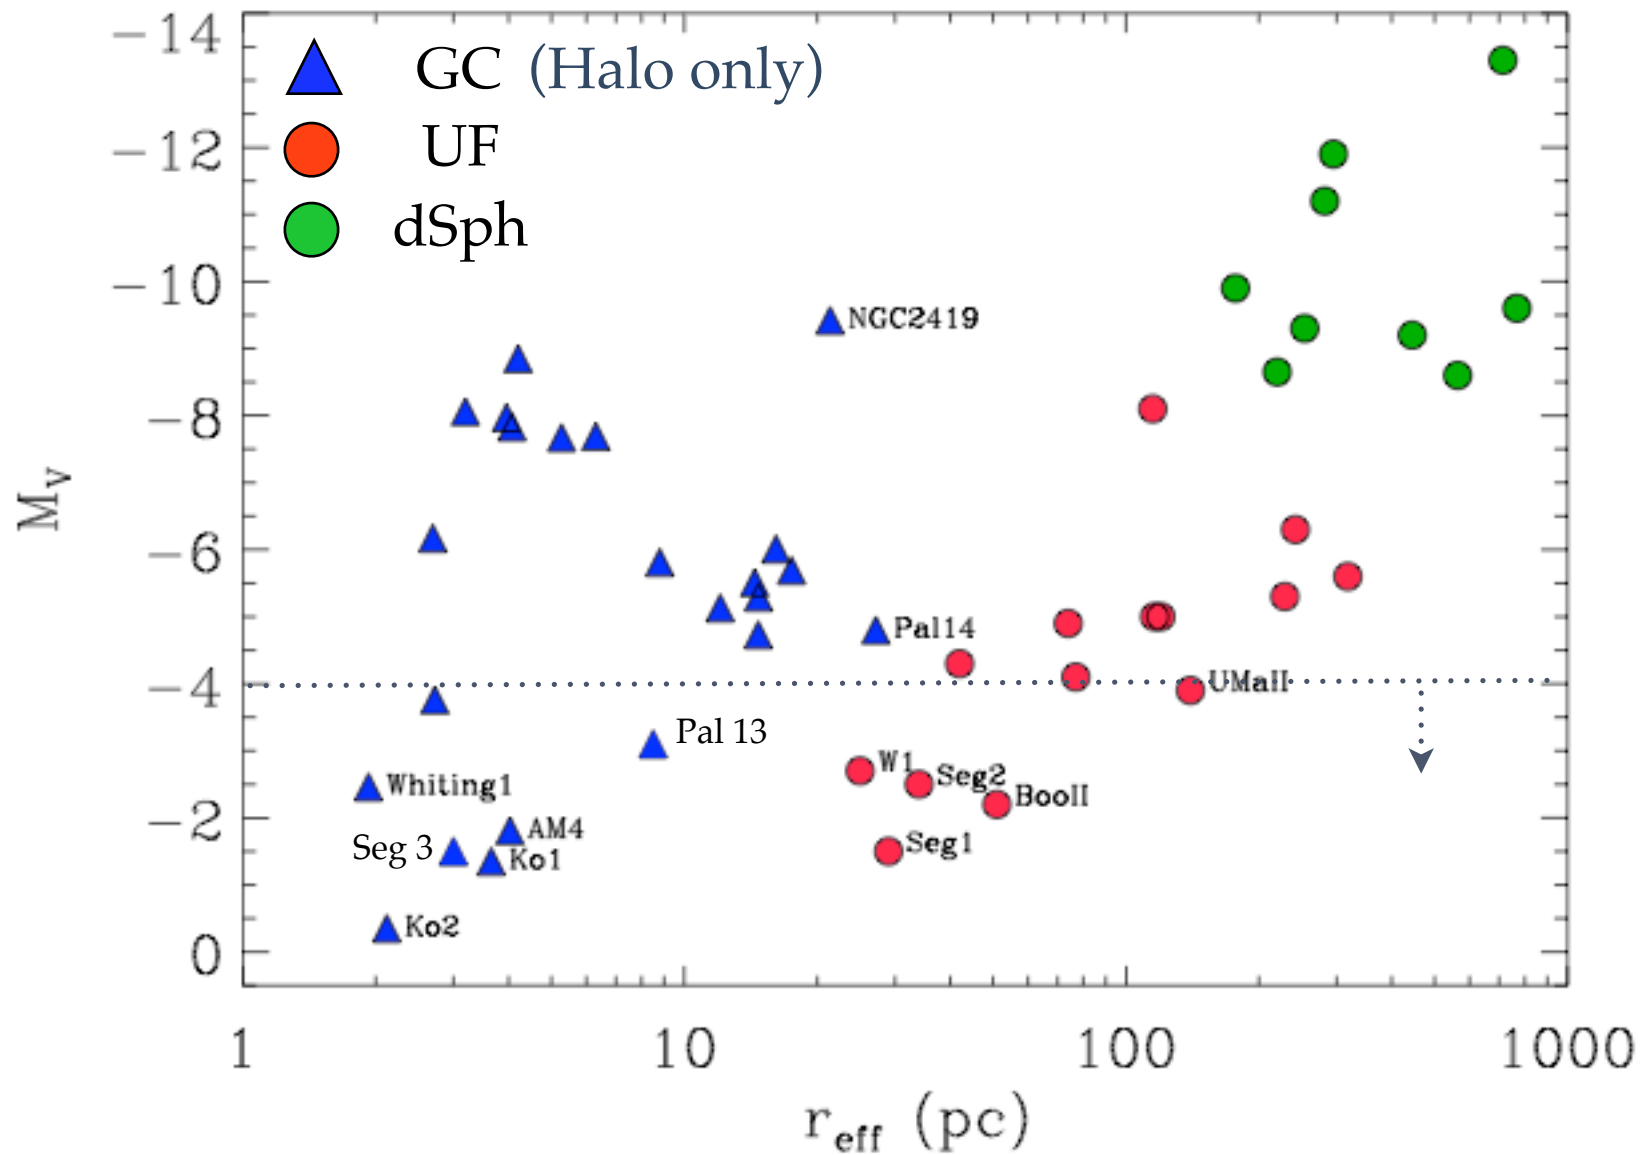 −14
GC (Halo only)
UF
−12
dSph
−10
NGC2419
−8
M_V
−6
Pal14
−4
UMaII
Pal 13
W1
Seg2
Whiting1
BooII
−2
AM4
Seg 3
Ko1
Seg1
Ko2
0
1 10 100 1000
r_eff (pc)